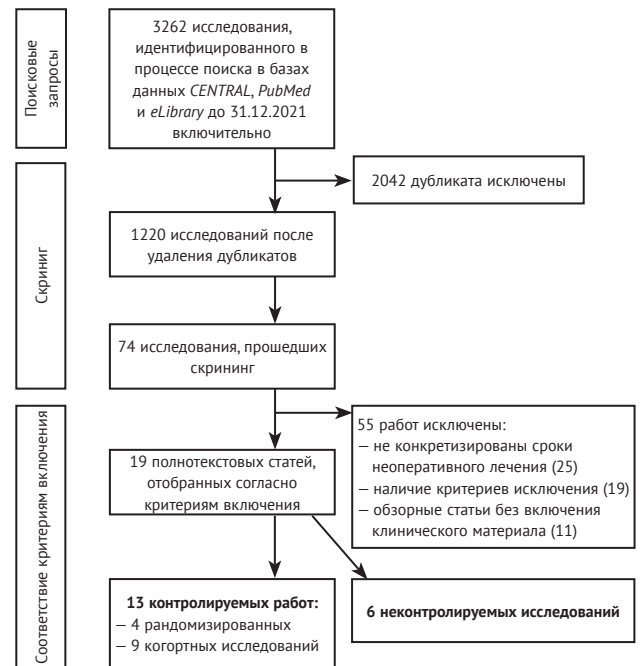 Поисковые
запросы
3262 исследования,
идентифицированного в
процессе поиска в базах
данных CENTRAL, PubMed
и eLibrary до 31.12.2021
включительно
2042 дубликата исключены
Скриниг
1220 исследований после
удаления дубликатов
74 исследования, прошедших
скрининг
Соответствие критериям включения
55 работ исключены:
— не конкретизированы сроки
неоперативного лечения (25)
— наличие критериев исключения (19)
— обзорные статьи без включения
клинического материала (11)
19 полнотекстовых статей,
отобранных согласно
критериям включения
13 контролируемых работ:
— 4 рандомизированных
— 9 когортных исследований
6 неконтролируемых исследований